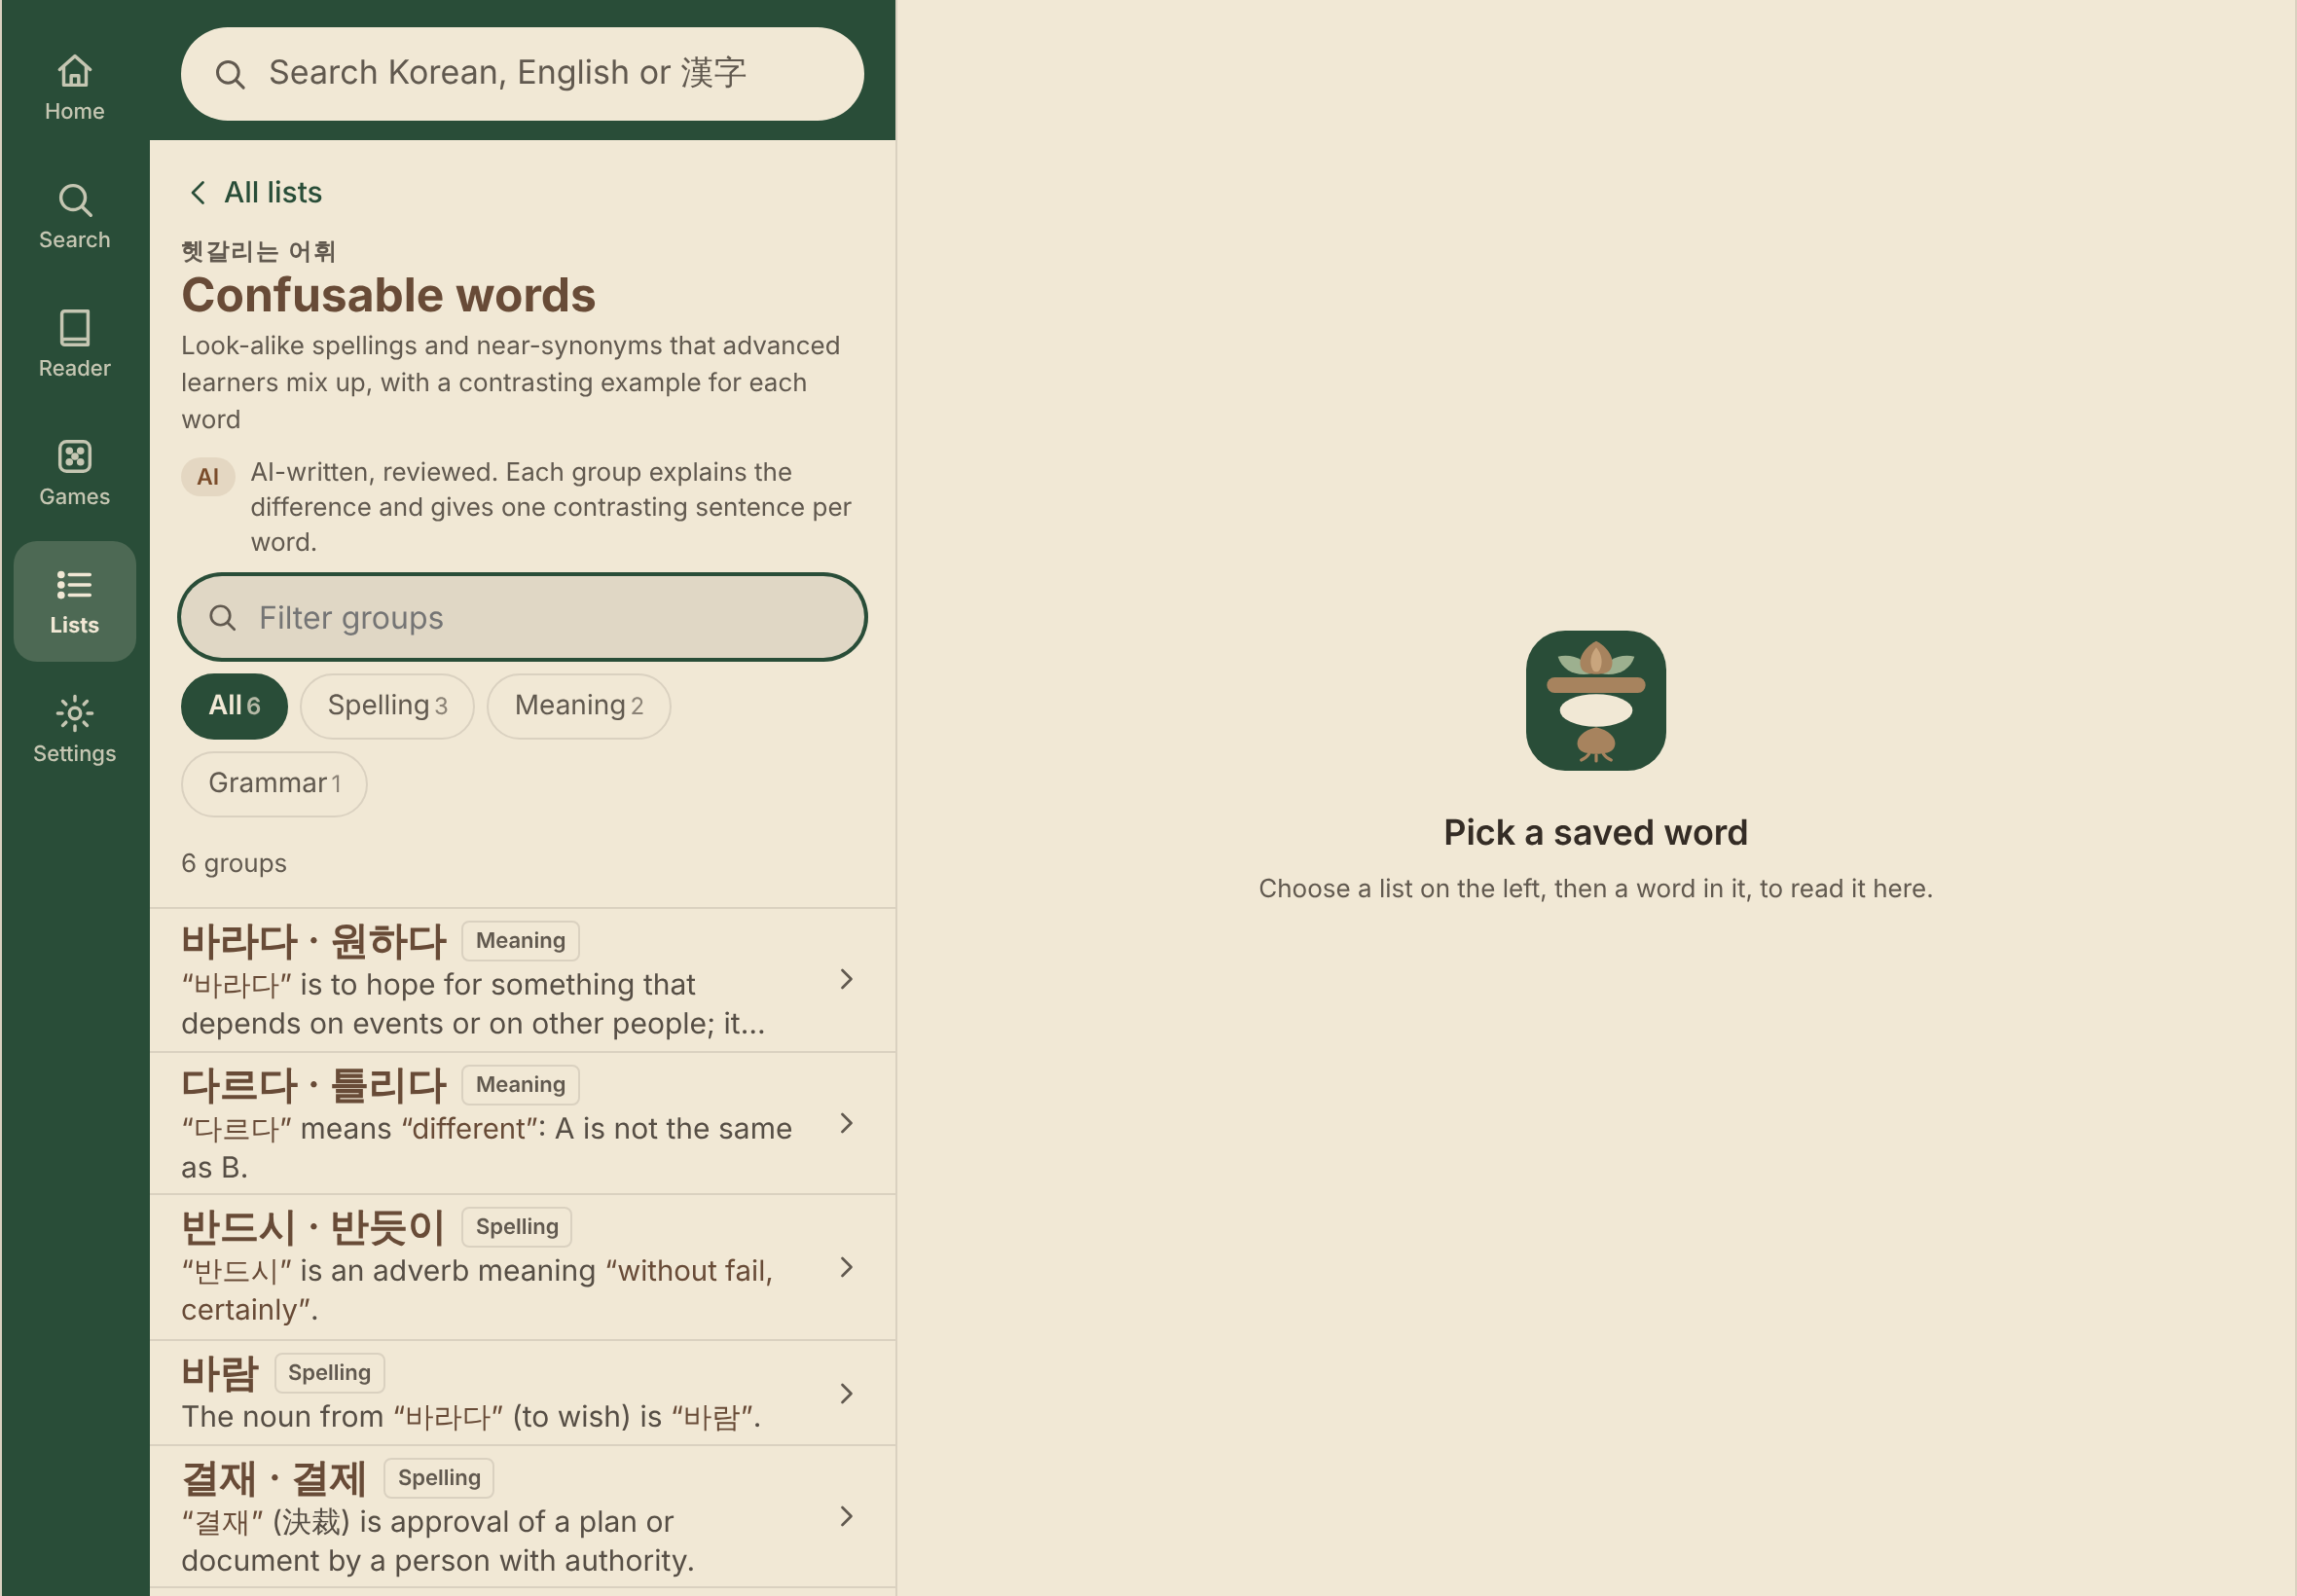 Home
Search
Reader
Games
Lists
Settings
Search Korean, English or 漢字
All lists
헷갈리는 어휘
Confusable words
Look-alike spellings and near-synonyms that advanced
learners mix up, with a contrasting example for each
word
AI
AI-written, reviewed. Each group explains the
difference and gives one contrasting sentence per
word.
Filter groups
All 6
Spelling 3
Meaning 2
Grammar 1
6 groups
바라다 · 원하다 Meaning
“바라다” is to hope for something that
depends on events or on other people; it...
다르다 · 틀리다 Meaning
“다르다” means “different”: A is not the same
as B.
반드시 · 반듯이 Spelling
“반드시” is an adverb meaning “without fail,
certainly”.
바람 Spelling
The noun from “바라다” (to wish) is “바람”.
결재 · 결제 Spelling
“결재” (決裁) is approval of a plan or
document by a person with authority.
Pick a saved word
Choose a list on the left, then a word in it, to read it here.